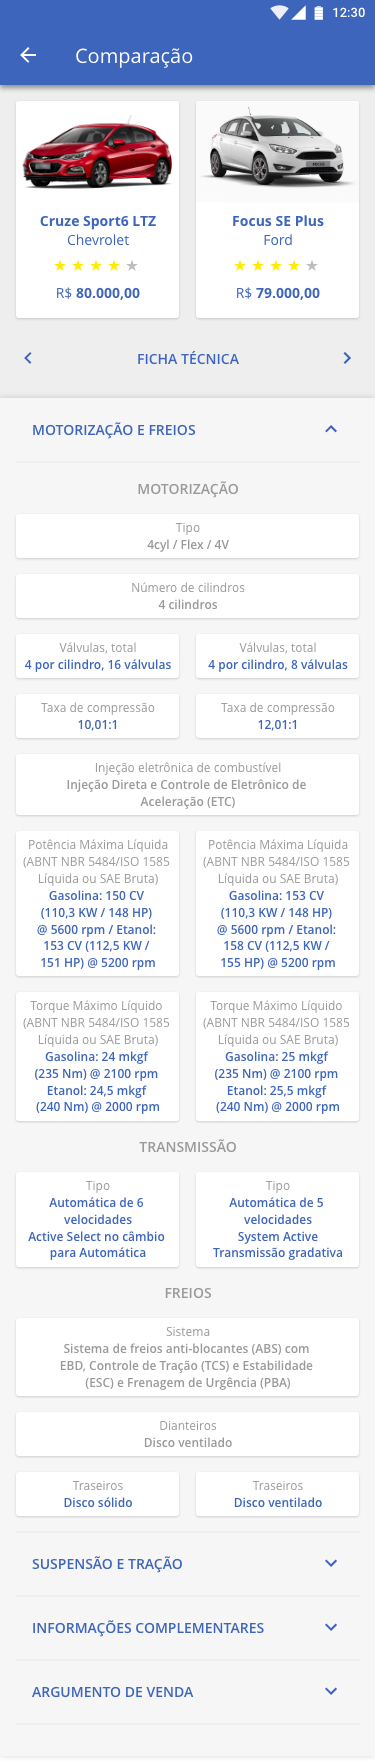 12:30
Comparação
Cruze Sport6 LTZ
Chevrolet
R$ 80.000,00
Focus SE Plus
Ford
R$ 79.000,00
FICHA TÉCNICA
MOTORIZAÇÃO E FREIOS
MOTORIZAÇÃO
Tipo
4cyl / Flex / 4V
Número de cilindros
4 cilindros
Válvulas, total
4 por cilindro, 16 válvulas
Válvulas, total
4 por cilindro, 8 válvulas
Taxa de compressão
10,01:1
Taxa de compressão
12,01:1
Injeção eletrônica de combustível
Injeção Direta e Controle de Eletrônico de
Aceleração (ETC)
Potência Máxima Líquida
(ABNT NBR 5484/ISO 1585
Líquida ou SAE Bruta)
Gasolina: 150 CV
(110,3 KW / 148 HP)
@ 5600 rpm / Etanol:
153 CV (112,5 KW /
151 HP) @ 5200 rpm
Potência Máxima Líquida
(ABNT NBR 5484/ISO 1585
Líquida ou SAE Bruta)
Gasolina: 153 CV
(110,3 KW / 148 HP)
@ 5600 rpm / Etanol:
158 CV (112,5 KW /
155 HP) @ 5200 rpm
Torque Máximo Líquido
(ABNT NBR 5484/ISO 1585
Líquida ou SAE Bruta)
Gasolina: 24 mkgf
(235 Nm) @ 2100 rpm
Etanol: 24,5 mkgf
(240 Nm) @ 2000 rpm
Torque Máximo Líquido
(ABNT NBR 5484/ISO 1585
Líquida ou SAE Bruta)
Gasolina: 25 mkgf
(235 Nm) @ 2100 rpm
Etanol: 25,5 mkgf
(240 Nm) @ 2000 rpm
TRANSMISSÃO
Tipo
Automática de 6
velocidades
Active Select no câmbio
para Automática
Tipo
Automática de 5
velocidades
System Active
Transmissão gradativa
FREIOS
Sistema
Sistema de freios anti-blocantes (ABS) com
EBD, Controle de Tração (TCS) e Estabilidade
(ESC) e Frenagem de Urgência (PBA)
Dianteiros
Disco ventilado
Traseiros
Disco sólido
Traseiros
Disco ventilado
SUSPENSÃO E TRAÇÃO
INFORMAÇÕES COMPLEMENTARES
ARGUMENTO DE VENDA